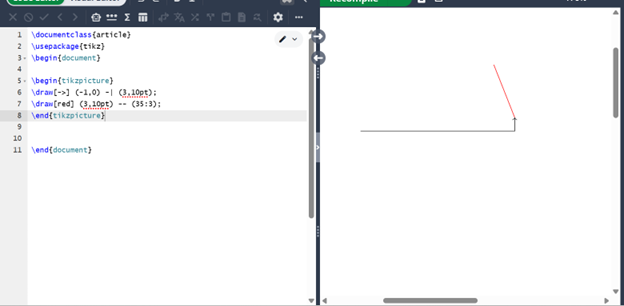 Recompile
1 \documentclass{article}
2 \usepackage{tikz}
3 \begin{document}
4
5 \begin{tikzpicture}
6 \draw[->] (-1,0) -| (3,10pt);
7 \draw[red] (3,10pt) -- (35:3);
8 \end{tikzpicture}
9
10
11 \end{document}